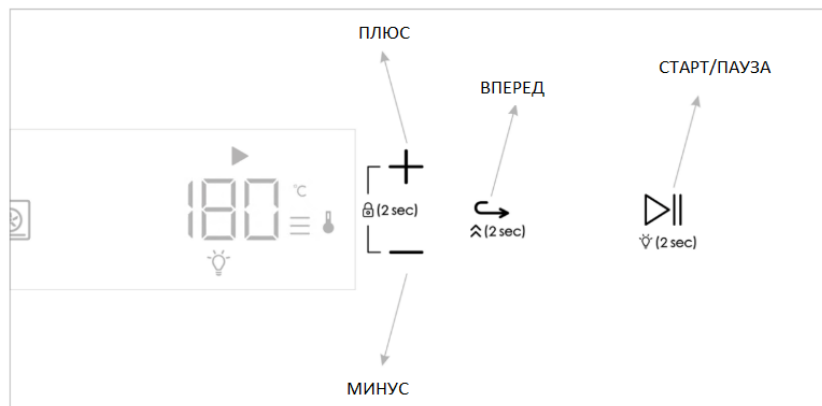 ПЛЮС
ВПЕРЕД
СТАРТ/ПАУЗА
180 °C
(2 sec)
(2 sec)
(2 sec)
МИНУС